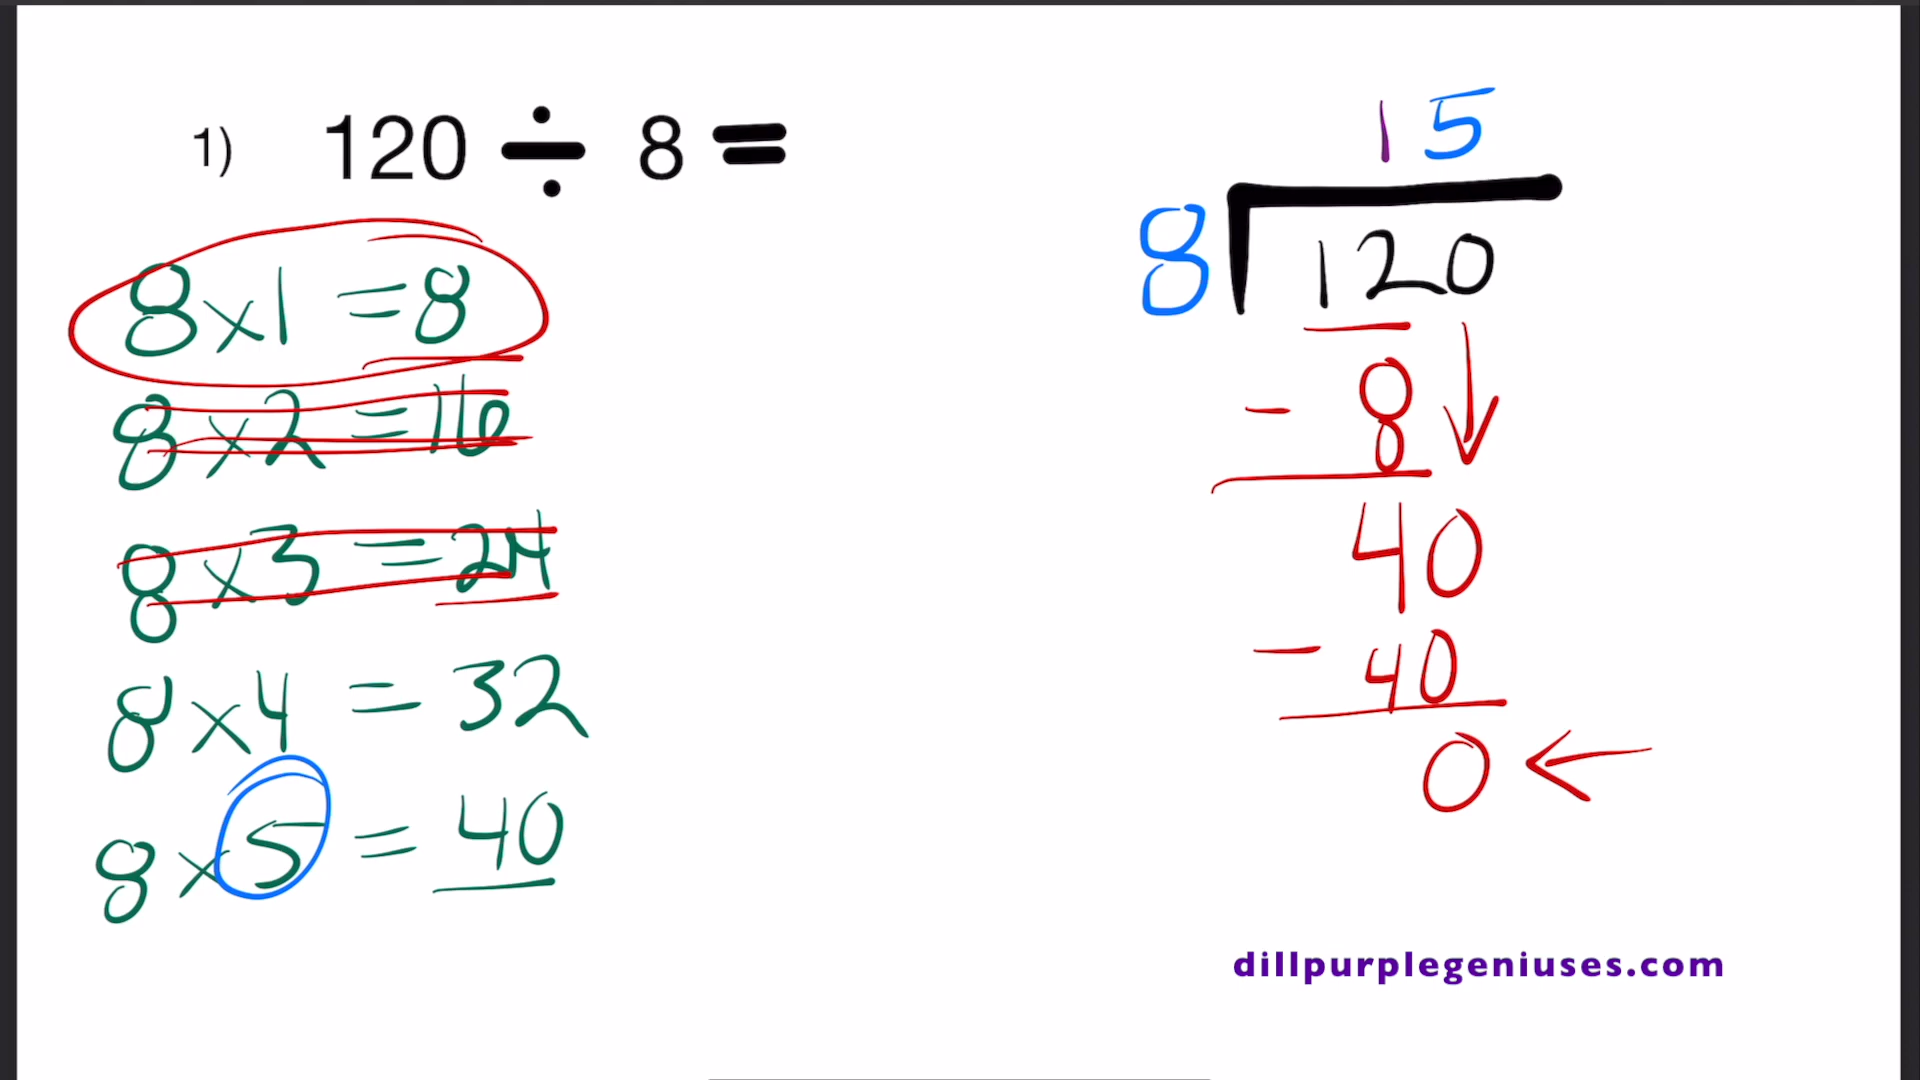 1) 120 ÷ 8 =
8 x 1 = 8
8 x 2 = 16
8 x 3 = 24
8 x 4 = 32
8 x 5 = 40
15
8 120
- 8
40
- 40
0
dillpurplegeniuses.com